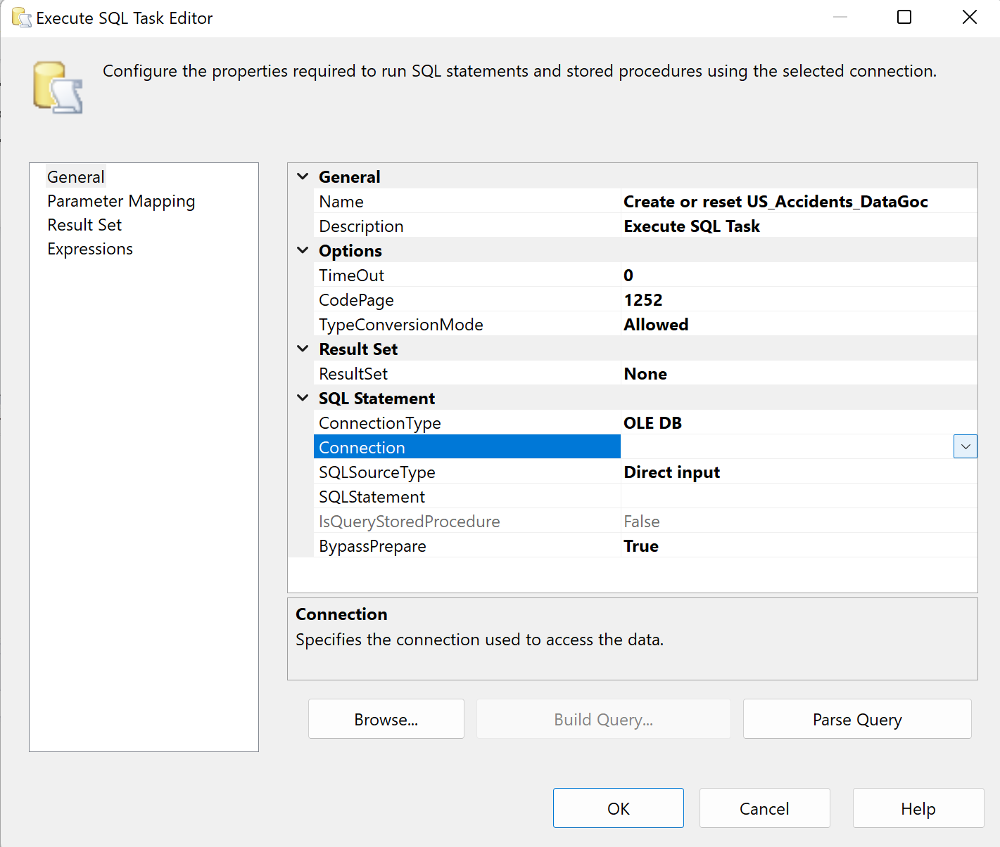 Execute SQL Task Editor
Configure the properties required to run SQL statements and stored procedures using the selected connection.
General
Parameter Mapping
Result Set
Expressions
General
Name Create or reset US_Accidents_DataGoc
Description Execute SQL Task
Options
TimeOut 0
CodePage 1252
TypeConversionMode Allowed
Result Set
ResultSet None
SQL Statement
ConnectionType OLE DB
Connection
SQLSourceType Direct input
SQLStatement
IsQueryStoredProcedure False
BypassPrepare True
Connection
Specifies the connection used to access the data.
Browse... Build Query... Parse Query
OK Cancel Help